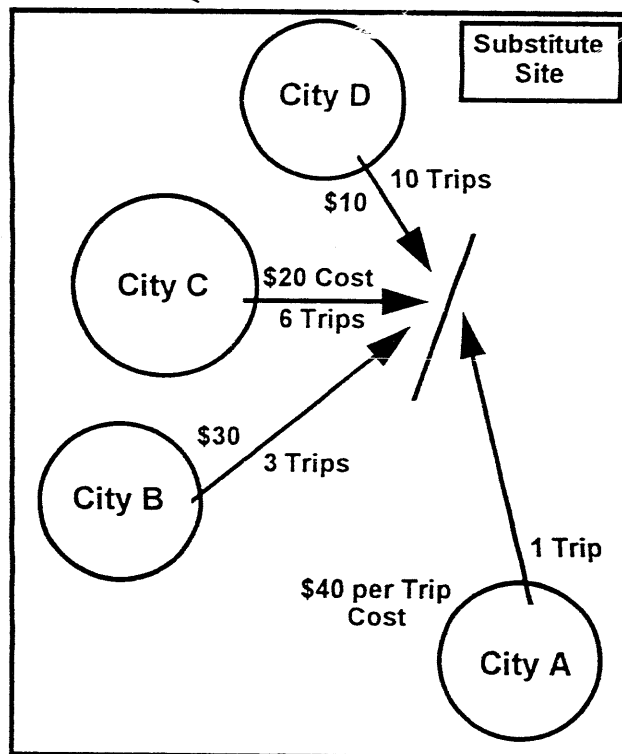 Substitute
Site
City D
10 Trips
$10
City C
$20 Cost
6 Trips
$30
3 Trips
City B
1 Trip
$40 per Trip
Cost
City A